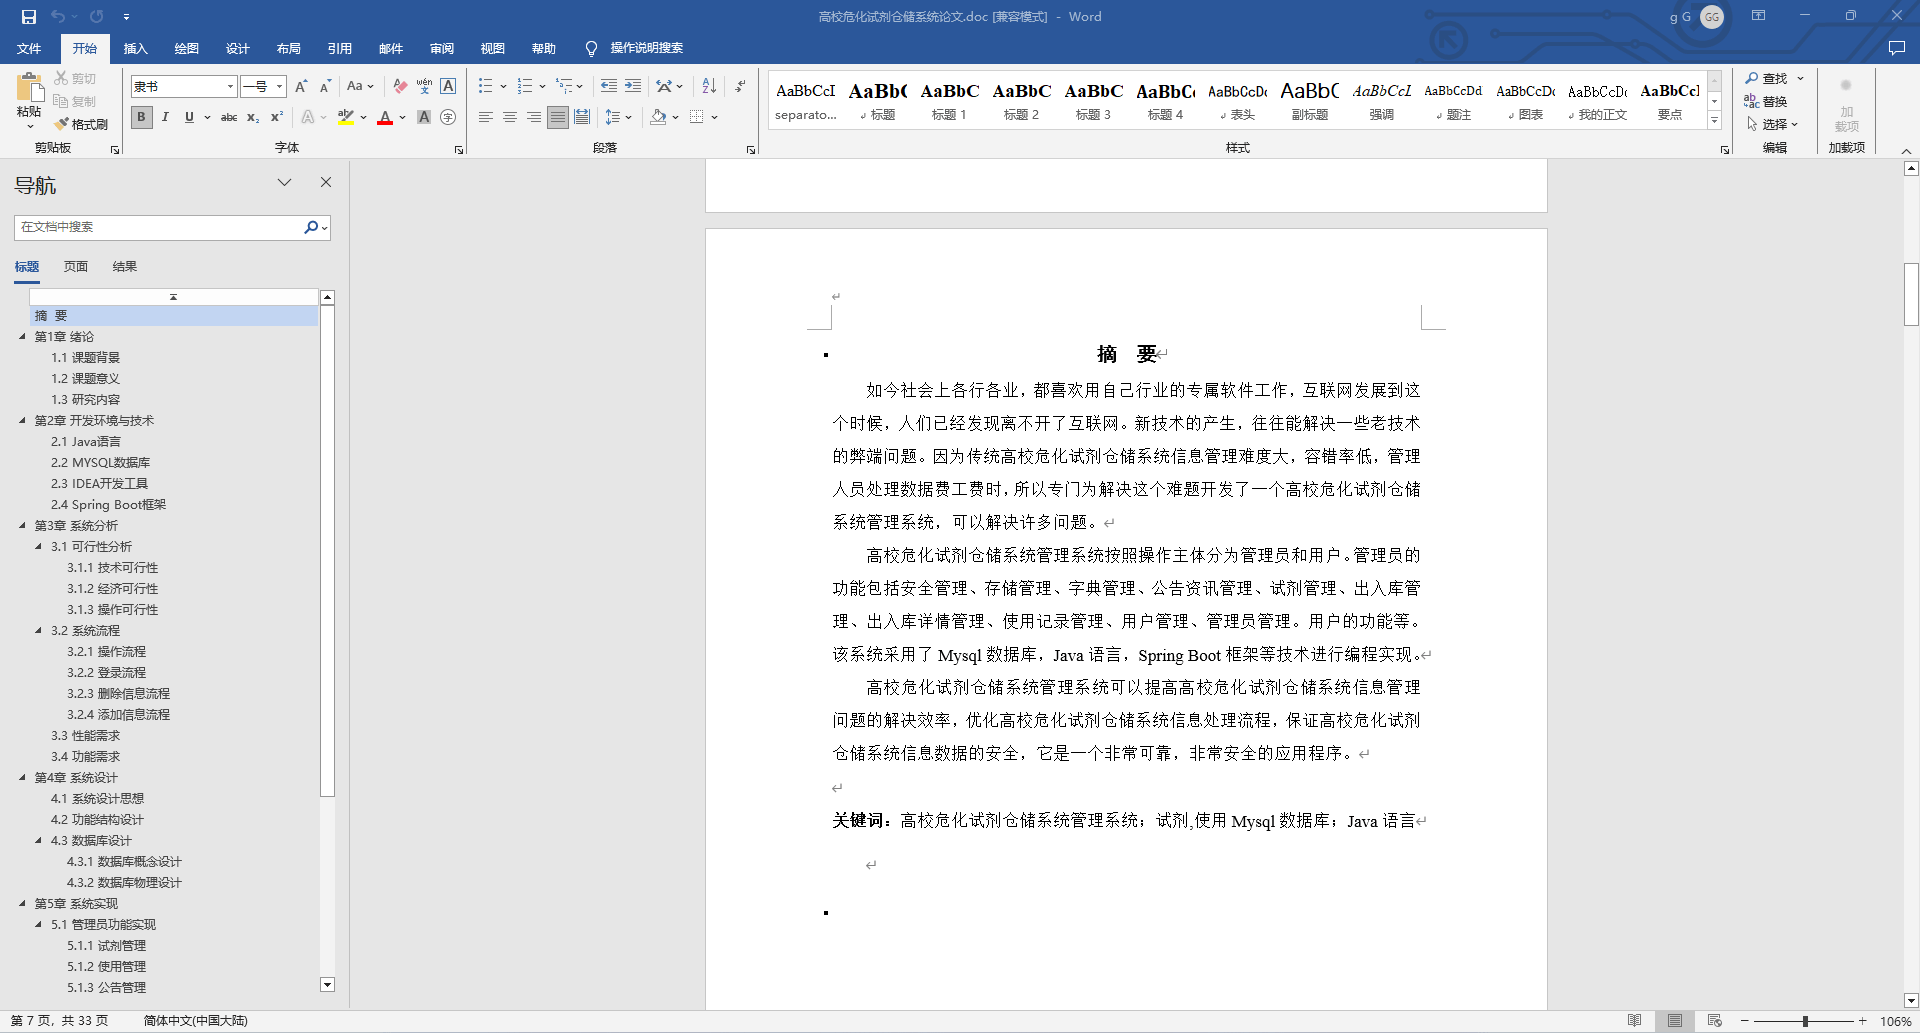 高校危化试剂仓储系统论文.doc [兼容模式] - Word
g G
GG
文件 开始 插入 绘图 设计 布局 引用 邮件 审阅 视图 帮助 操作说明搜索
粘贴
剪切
复制
格式刷
剪贴板
隶书 一号
字体
段落
AaBbCcI AaBb( AaBbC AaBbC AaBbC AaBbC( AaBbCcDc AaBbC AaBbCcL AaBbCcDd AaBbCcDc AaBbCcDc AaBbCcl
separato... 标题 标题 1 标题 2 标题 3 标题 4 表头 副标题 强调 题注 图表 我的正文 要点
样式
查找
替换
选择
编辑
加载项
加载项
导航
在文档中搜索
标题 页面 结果
摘 要
第1章 绪论
1.1 课题背景
1.2 课题意义
1.3 研究内容
第2章 开发环境与技术
2.1 Java语言
2.2 MYSQL数据库
2.3 IDEA开发工具
2.4 Spring Boot框架
第3章 系统分析
3.1 可行性分析
3.1.1 技术可行性
3.1.2 经济可行性
3.1.3 操作可行性
3.2 系统流程
3.2.1 操作流程
3.2.2 登录流程
3.2.3 删除信息流程
3.2.4 添加信息流程
3.3 性能需求
3.4 功能需求
第4章 系统设计
4.1 系统设计思想
4.2 功能结构设计
4.3 数据库设计
4.3.1 数据库概念设计
4.3.2 数据库物理设计
第5章 系统实现
5.1 管理员功能实现
5.1.1 试剂管理
5.1.2 使用管理
5.1.3 公告管理
摘 要
如今社会上各行各业，都喜欢用自己行业的专属软件工作，互联网发展到这
个时候，人们已经发现离不开了互联网。新技术的产生，往往能解决一些老技术
的弊端问题。因为传统高校危化试剂仓储系统信息管理难度大，容错率低，管理
人员处理数据费工费时，所以专门为解决这个难题开发了一个高校危化试剂仓储
系统管理系统，可以解决许多问题。
高校危化试剂仓储系统管理系统按照操作主体分为管理员和用户。管理员的
功能包括安全管理、存储管理、字典管理、公告资讯管理、试剂管理、出入库管
理、出入库详情管理、使用记录管理、用户管理、管理员管理。用户的功能等。
该系统采用了 Mysql 数据库，Java 语言，Spring Boot 框架等技术进行编程实现。
高校危化试剂仓储系统管理系统可以提高高校危化试剂仓储系统信息管理
问题的解决效率，优化高校危化试剂仓储系统信息处理流程，保证高校危化试剂
仓储系统信息数据的安全，它是一个非常可靠，非常安全的应用程序。
关键词：高校危化试剂仓储系统管理系统；试剂,使用 Mysql 数据库；Java 语言
第 7 页，共 33 页 简体中文(中国大陆)
106%